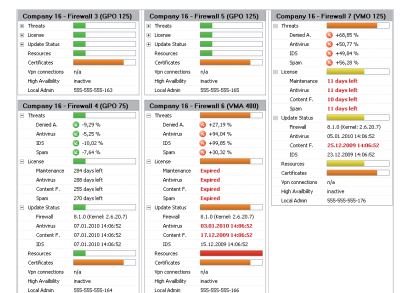 Company 16 - Firewall 3 (GPO 125)
Threats
License
Update Status
Resources
Certificates
Vpn connections n/a
High Availbility inactive
Local Admin 555-555-555-163
Company 16 - Firewall 4 (GPO 75)
Threats
Denied A. -9,29 %
Antivirus -5,25 %
IDS -10,02 %
Spam -7,64 %
License
Maintenance 204 days left
Antivirus 288 days left
Content F. 255 days left
Spam 270 days left
Update Status
Firewall 8.1.0 (Kernel: 2.6.20.7)
Antivirus 07.01.2010 14:06:52
Content F. 07.01.2010 14:06:52
IDS 07.01.2010 14:06:52
Resources
Certificates
Vpn connections n/a
High Availbility inactive
Local Admin 555-555-555-164
Company 16 - Firewall 5 (GPO 125)
Threats
License
Update Status
Resources
Certificates
Vpn connections n/a
High Availbility inactive
Local Admin 555-555-555-165
Company 16 - Firewall 6 (VMA 400)
Threats
Denied A. +27,19 %
Antivirus +94,04 %
IDS +99,85 %
Spam +30,32 %
License
Maintenance Expired
Antivirus Expired
Content F. Expired
Spam Expired
Update Status
Firewall 8.1.0 (Kernel: 2.6.20.7)
Antivirus 03.01.2010 14:06:52
Content F. 17.12.2009 14:06:52
IDS 15.12.2009 14:06:52
Resources
Certificates
Vpn connections n/a
High Availbility inactive
Local Admin 555-555-555-166
Company 16 - Firewall 7 (VMO 125)
Threats
Denied A. +68,85 %
Antivirus +50,77 %
IDS +49,04 %
Spam +56,28 %
License
Maintenance 11 days left
Antivirus 11 days left
Content F. 10 days left
Spam 11 days left
Update Status
Firewall 8.1.0 (Kernel: 2.6.20.7)
Antivirus 05.01.2010 14:06:52
Content F. 25.12.2009 14:06:52
IDS 23.12.2009 14:06:52
Resources
Certificates
Vpn connections n/a
High Availbility inactive
Local Admin 555-555-555-176